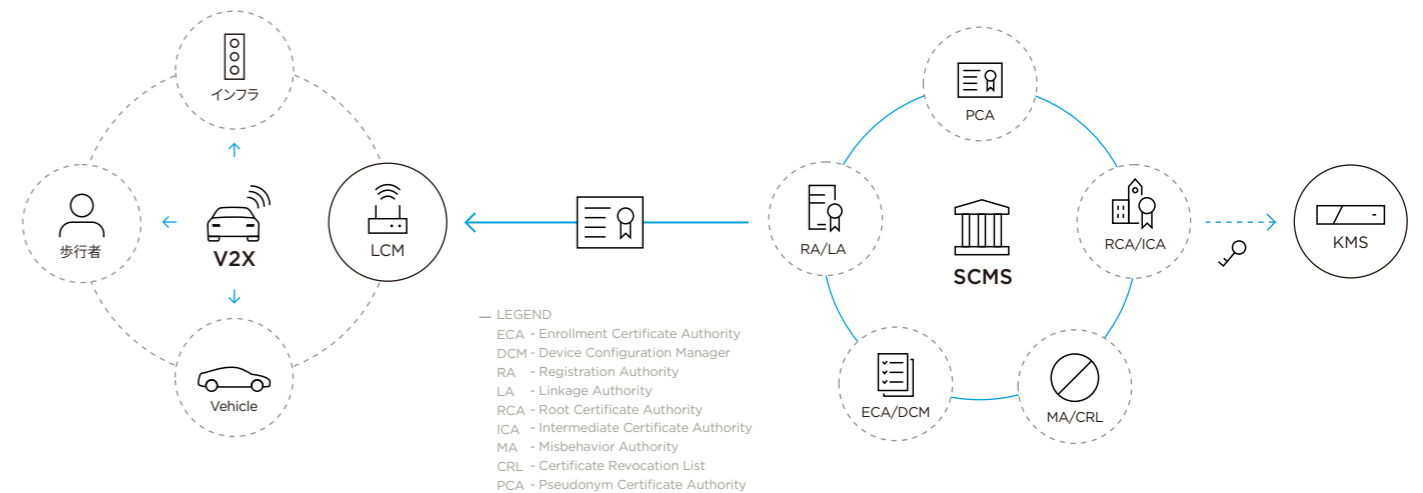 インフラ
歩行者
V2X
LCM
Vehicle
PCA
RA/LA
SCMS
RCA/ICA
KMS
ECA/DCM
MA/CRL
— LEGEND
ECA - Enrollment Certificate Authority
DCM - Device Configuration Manager
RA - Registration Authority
LA - Linkage Authority
RCA - Root Certificate Authority
ICA - Intermediate Certificate Authority
MA - Misbehavior Authority
CRL - Certificate Revocation List
PCA - Pseudonym Certificate Authority